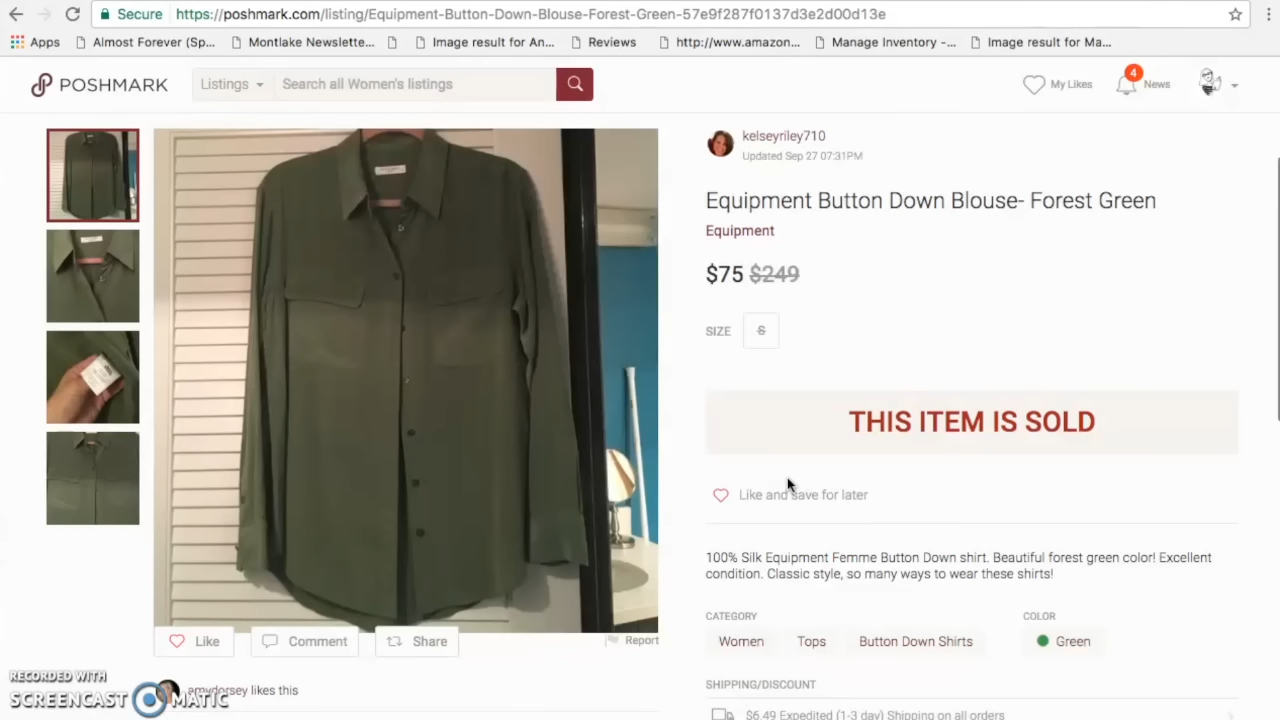 Secure https://poshmark.com/listing/Equipment-Button-Down-Blouse-Forest-Green-57e9f287f0137d3e2d00d13e
Apps Almost Forever (Sp... Montlake Newslette... Image result for An... Reviews http://www.amazon... Manage Inventory -... Image result for Ma...
POSHMARK Listings Search all Women's listings My Likes 4 News
kelseyriley710
Updated Sep 27 07:31PM
Equipment Button Down Blouse- Forest Green
Equipment
$75 $249
SIZE S
THIS ITEM IS SOLD
Like and save for later
100% Silk Equipment Femme Button Down shirt. Beautiful forest green color! Excellent
condition. Classic style, so many ways to wear these shirts!
CATEGORY COLOR
Women Tops Button Down Shirts Green
SHIPPING/DISCOUNT
$6.49 Expedited (1-3 day) Shipping on all orders
Like Comment Share Report
amydorsey likes this
RECORDED WITH
SCREENCAST MATIC